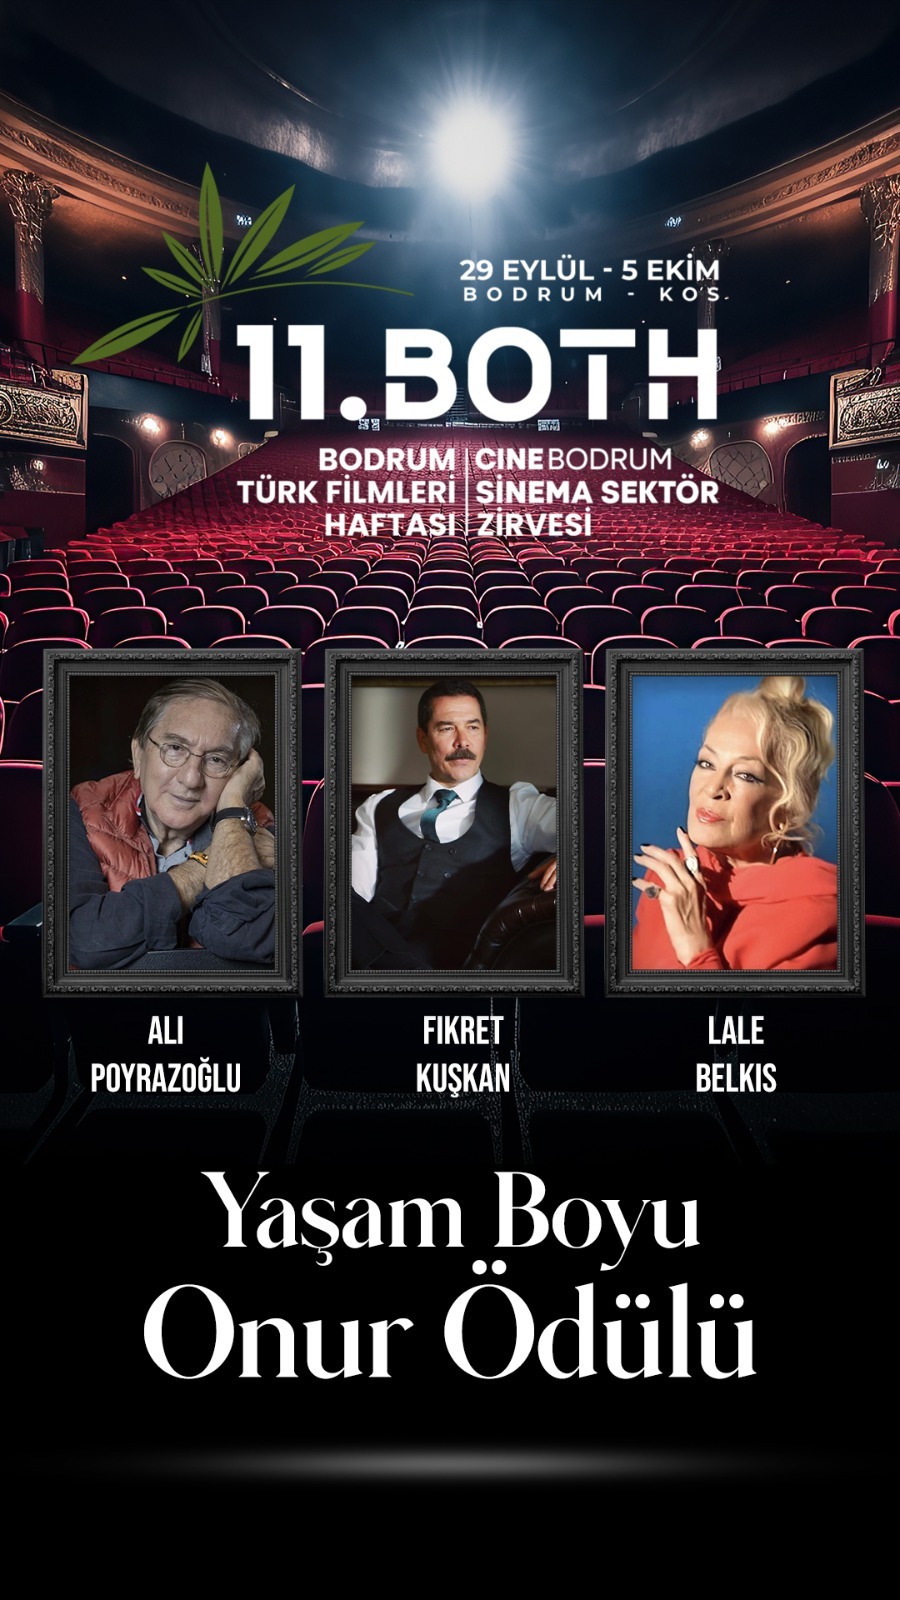 29 EYLÜL - 5 EKİM
BODRUM - KOS
11.BOTH
BODRUM
TÜRK FİLMLERİ
HAFTASI
CINEBODRUM
SİNEMA SEKTÖR
ZİRVESİ
ALI
POYRAZOĞLU
FIKRET
KUŞKAN
LALE
BELKIS
Yaşam Boyu
Onur Ödülü